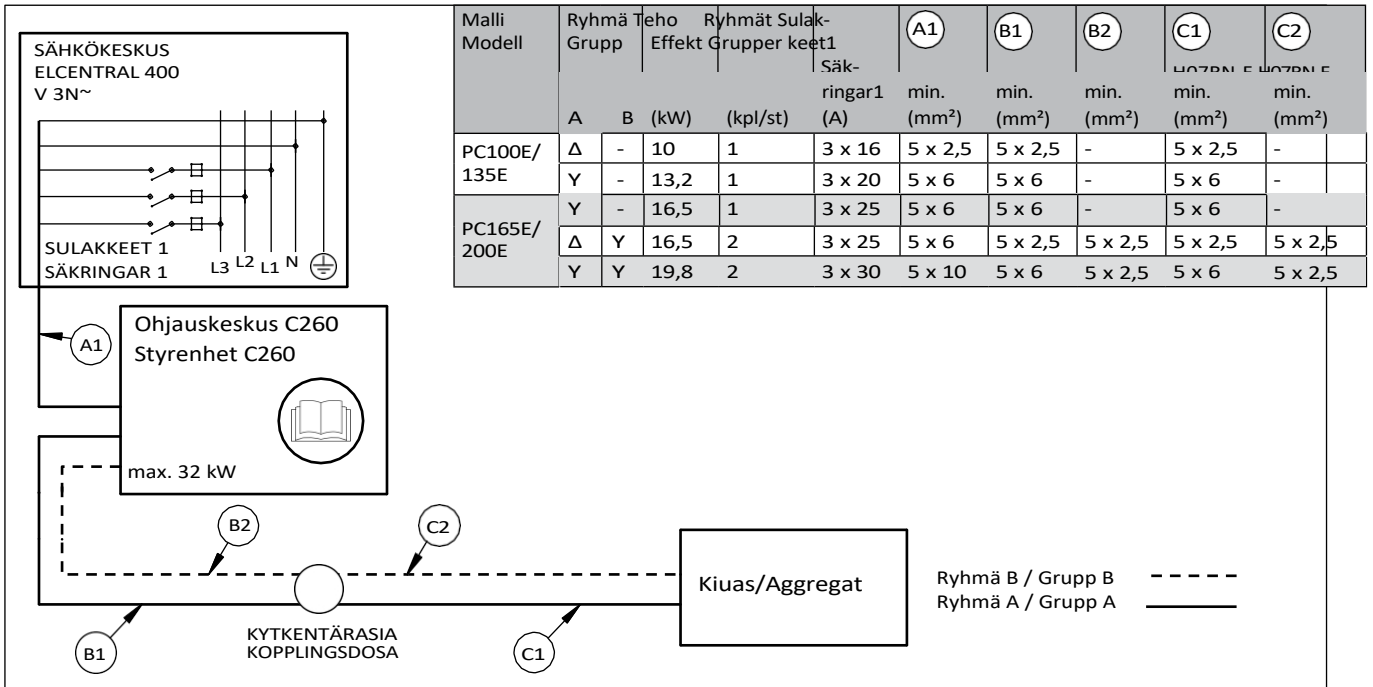 SÄHKÖKESKUS
ELCENTRAL 400
V 3N~
SULAKKEET 1
SÄKRINGAR 1
L3 L2 L1 N
Malli
Modell
Ryhmä Teho Ryhmät Sulak-
Grupp Effekt Grupper keet1
Säk-
ringar1
A1 B1 B2 C1 C2
H07RN-F H07RN-F
min. min. min. min. min.
A B (kW) (kpl/st) (A) (mm²) (mm²) (mm²) (mm²) (mm²)
PC100E/
135E
Δ - 10 1 3 x 16 5 x 2,5 5 x 2,5 - 5 x 2,5 -
Y - 13,2 1 3 x 20 5 x 6 5 x 6 - 5 x 6 -
PC165E/
200E
Y - 16,5 1 3 x 25 5 x 6 5 x 6 - 5 x 6 -
Δ Y 16,5 2 3 x 25 5 x 6 5 x 2,5 5 x 2,5 5 x 2,5 5 x 2,5
Y Y 19,8 2 3 x 30 5 x 10 5 x 6 5 x 2,5 5 x 6 5 x 2,5
A1
Ohjauskeskus C260
Styrenhet C260
max. 32 kW
B2
C2
Kiuas/Aggregat
Ryhmä B / Grupp B
Ryhmä A / Grupp A
KYTKENTÄRASIA
KOPPLINGSDOSA
B1
C1